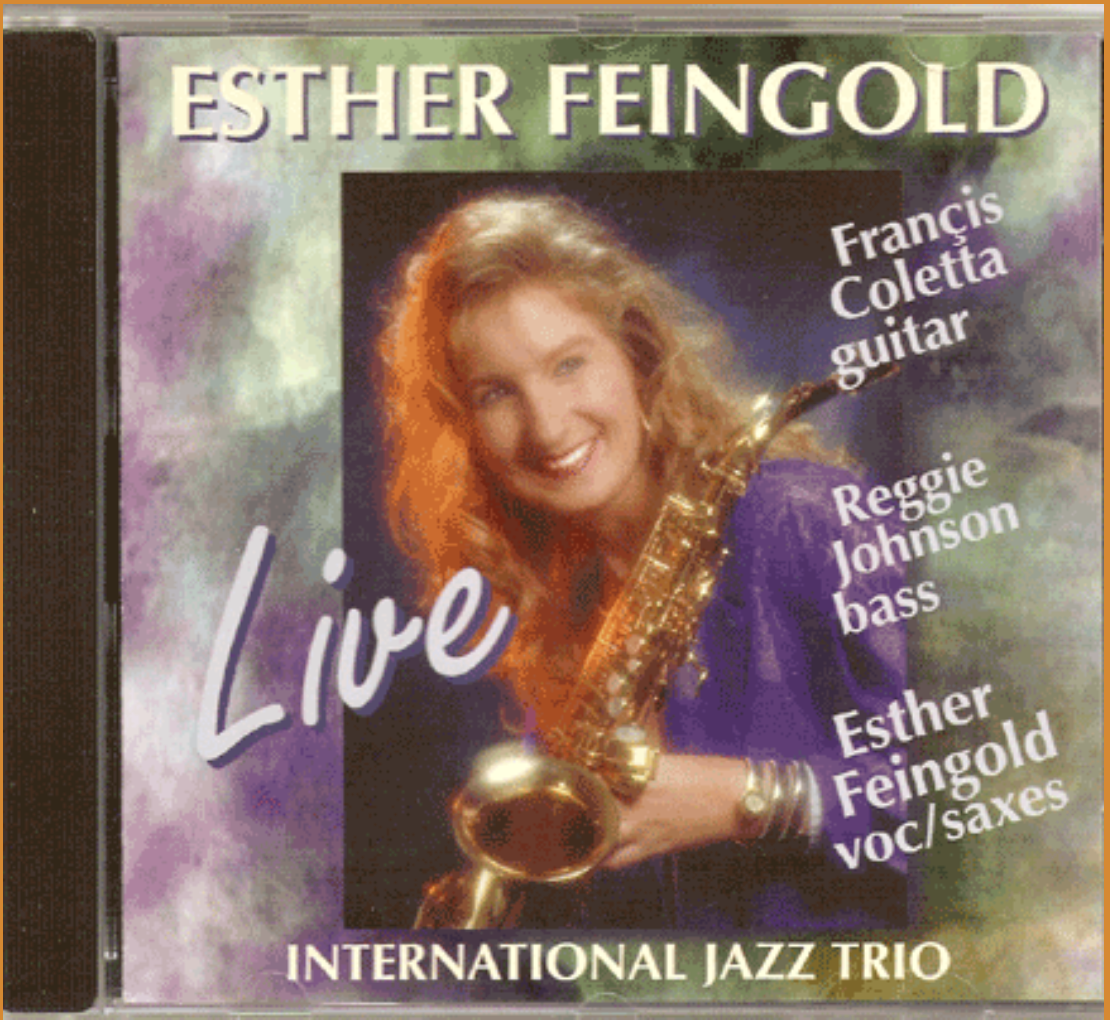 ESTHER FEINGOLD
Françis
Coletta
guitar
Reggie
Johnson
bass
Live
Esther
Feingold
voc/saxes
INTERNATIONAL JAZZ TRIO